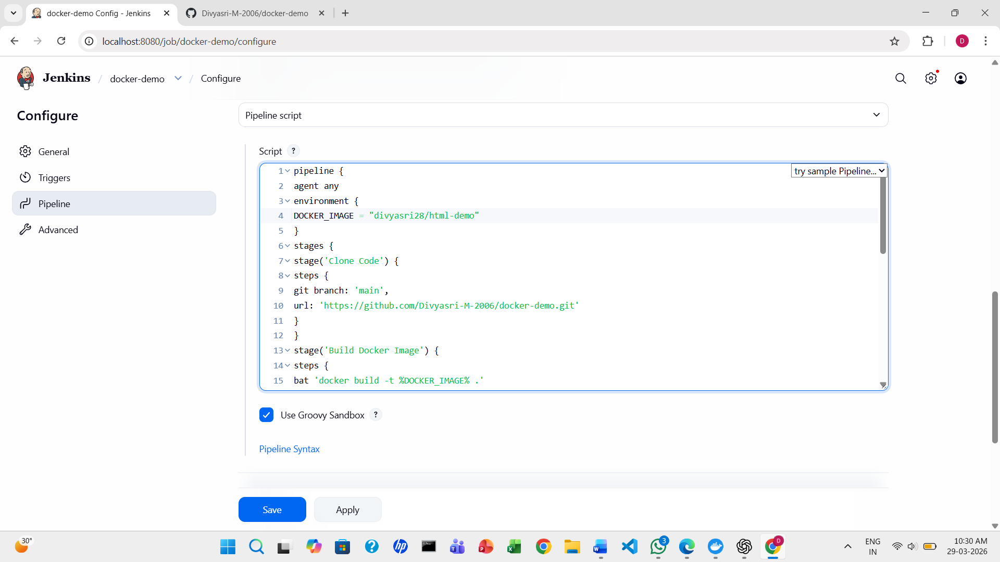 docker-demo Config - Jenkins
Divyasri-M-2006/docker-demo
localhost:8080/job/docker-demo/configure
D
Jenkins / docker-demo / Configure
Configure
General
Triggers
Pipeline
Advanced
Pipeline script
Script ?
try sample Pipeline...
1 pipeline {
2 agent any
3 environment {
4 DOCKER_IMAGE = "divyasri28/html-demo"
5 }
6 stages {
7 stage('Clone Code') {
8 steps {
9 git branch: 'main',
10 url: 'https://github.com/Divyasri-M-2006/docker-demo.git'
11 }
12 }
13 stage('Build Docker Image') {
14 steps {
15 bat 'docker build -t %DOCKER_IMAGE% .'
Use Groovy Sandbox ?
Pipeline Syntax
Save
Apply
30°
3
D
ENG
IN
10:30 AM
29-03-2026